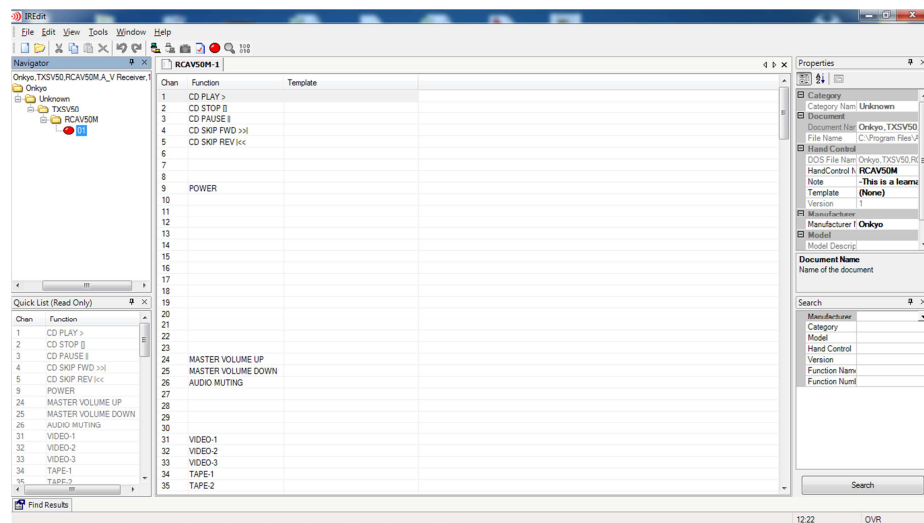 IREdit
File Edit View Tools Window Help
Navigator
Onkyo,TXSV50,RCAV50M,A_V Receiver,1
Onkyo
Unknown
TXSV50
RCAV50M
01
Quick List (Read Only)
Chan Function
1 CD PLAY >
2 CD STOP []
3 CD PAUSE ||
4 CD SKIP FWD >>|
5 CD SKIP REV |<<
9 POWER
24 MASTER VOLUME UP
25 MASTER VOLUME DOWN
26 AUDIO MUTING
31 VIDEO-1
32 VIDEO-2
33 VIDEO-3
34 TAPE-1
35 TAPE-2
Find Results
RCAV50M-1
Chan Function Template
1 CD PLAY >
2 CD STOP []
3 CD PAUSE ||
4 CD SKIP FWD >>|
5 CD SKIP REV |<<
6
7
8
9 POWER
10
11
12
13
14
15
16
17
18
19
20
21
22
23
24 MASTER VOLUME UP
25 MASTER VOLUME DOWN
26 AUDIO MUTING
27
28
29
30
31 VIDEO-1
32 VIDEO-2
33 VIDEO-3
34 TAPE-1
35 TAPE-2
Properties
Category
Category Nam Unknown
Document
Document Nar Onkyo,TXSV50
File Name C:\Program Files\A
Hand Control
DOS File Nam Onkyo,TXSV50,RC
HandControl N RCAV50M
Note -This is a learna
Template (None)
Version 1
Manufacturer
Manufacturer I Onkyo
Model
Model Descrip
Document Name
Name of the document
Search
Manufacturer
Category
Model
Hand Control
Version
Function Name
Function Numl
Search
12:22 OVR